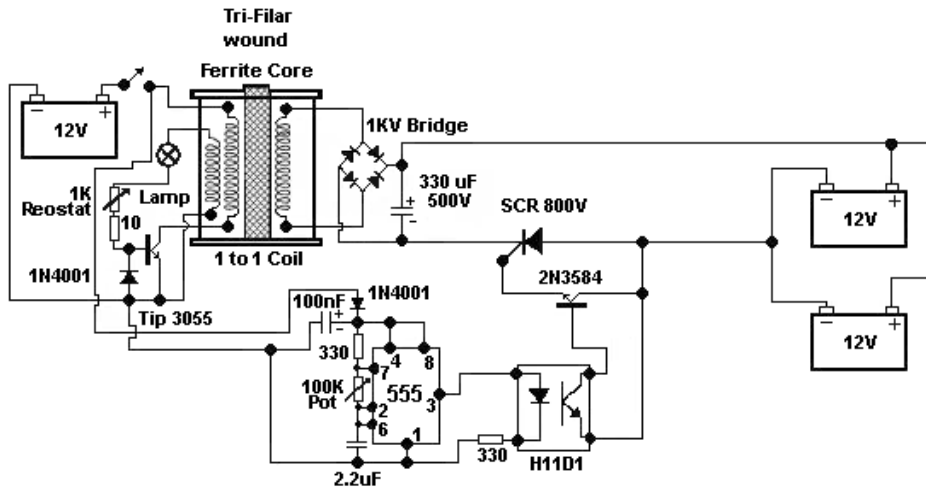 Tri-Filar
wound
Ferrite Core
− +
12V
1KV Bridge
330 uF
500V
+
−
SCR 800V
− +
12V
1K
Reostat
Lamp
10
1 to 1 Coil
2N3584
1N4001
Tip 3055
100nF
1N4001
+
330
4
8
− +
12V
7
100K
Pot
555
3
2
6
1
330
H11D1
2.2uF